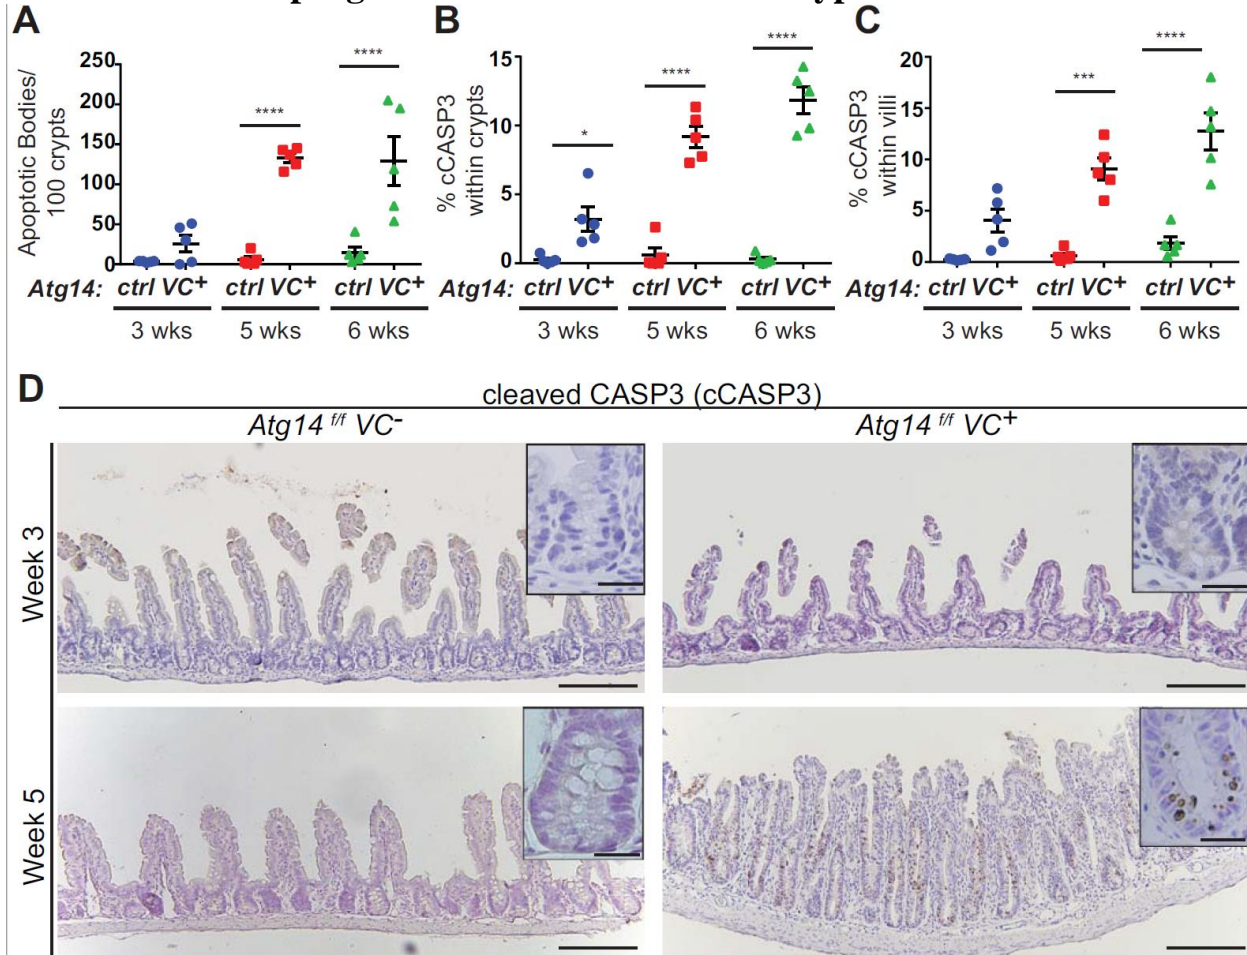 A
B
C
Apoptotic Bodies/
100 crypts
250
200
150
100
50
0
****
****
Atg14: ctrl VC+ ctrl VC+ ctrl VC+
3 wks 5 wks 6 wks
% cCASP3
within crypts
15
10
5
0
*
****
****
Atg14: ctrl VC+ ctrl VC+ ctrl VC+
3 wks 5 wks 6 wks
% cCASP3
within villi
20
15
10
5
0
***
****
Atg14: ctrl VC+ ctrl VC+ ctrl VC+
3 wks 5 wks 6 wks
D
cleaved CASP3 (cCASP3)
Atg14 f/f VC-
Atg14 f/f VC+
Week 3
Week 5